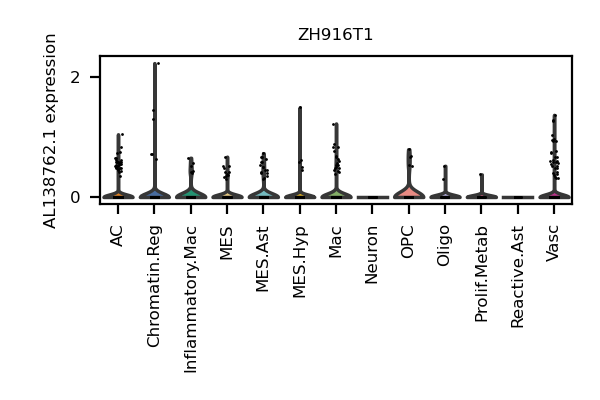 ZH916T1
AL138762.1 expression
2
0
AC
Chromatin.Reg
Inflammatory.Mac
MES
MES.Ast
MES.Hyp
Mac
Neuron
OPC
Oligo
Prolif.Metab
Reactive.Ast
Vasc